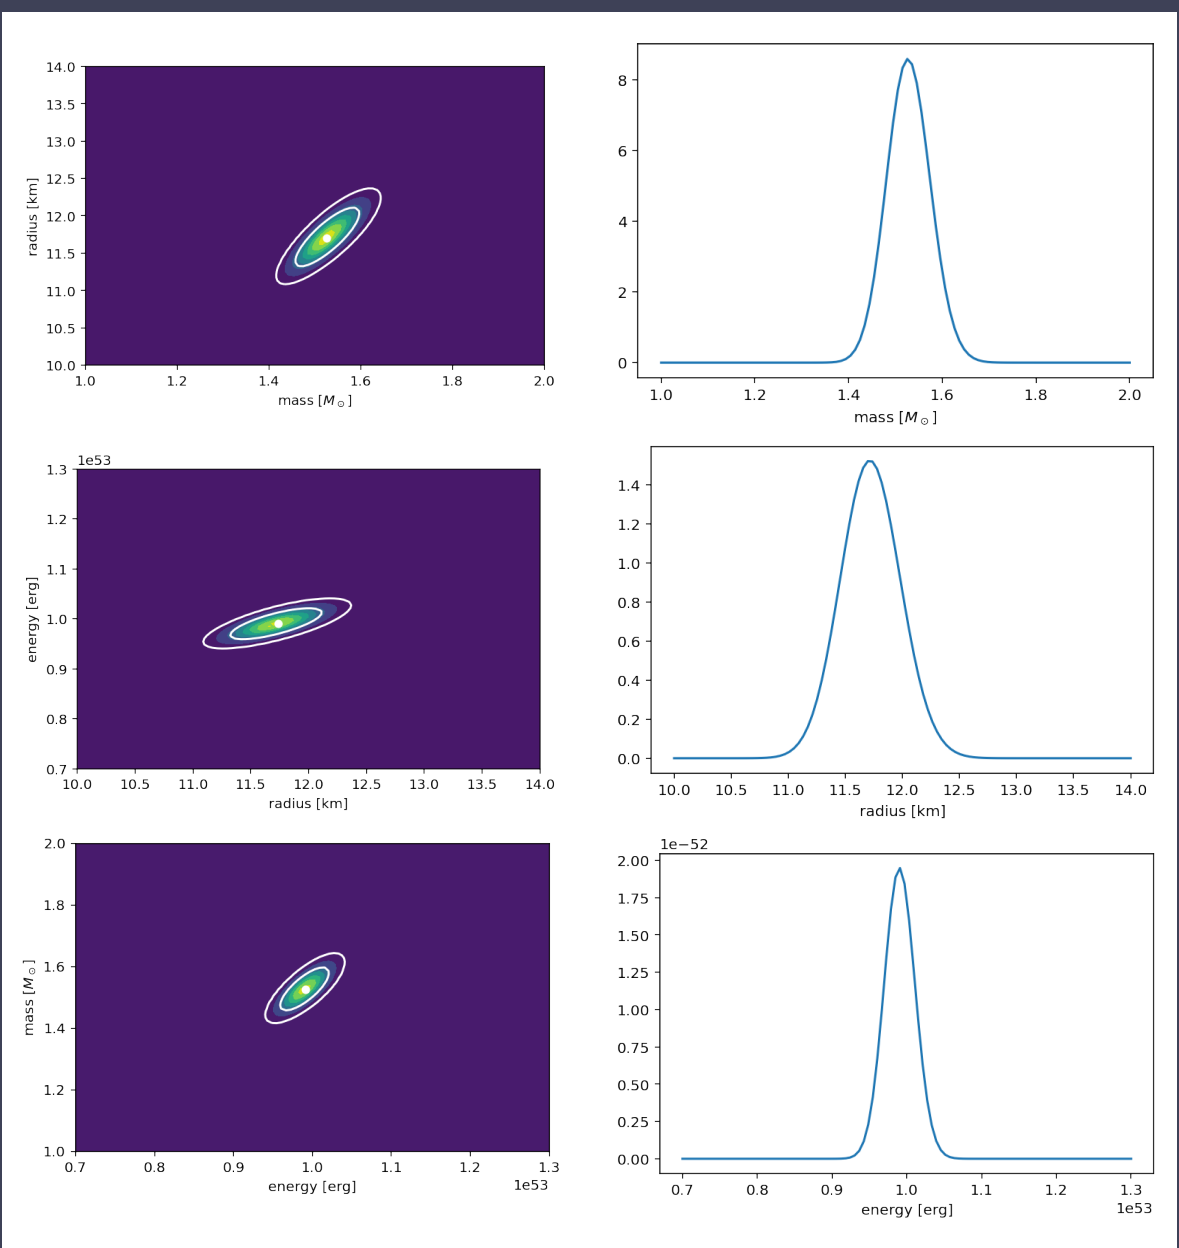 14.0
13.5
13.0
12.5
12.0
11.5
11.0
10.5
10.0
radius [km]
1.0 1.2 1.4 1.6 1.8 2.0
mass [M⊙]
8
6
4
2
0
1.0 1.2 1.4 1.6 1.8 2.0
mass [M⊙]
1e53
1.3
1.2
1.1
1.0
0.9
0.8
0.7
energy [erg]
10.0 10.5 11.0 11.5 12.0 12.5 13.0 13.5 14.0
radius [km]
1.4
1.2
1.0
0.8
0.6
0.4
0.2
0.0
10.0 10.5 11.0 11.5 12.0 12.5 13.0 13.5 14.0
radius [km]
2.0
1.8
1.6
1.4
1.2
1.0
mass [M⊙]
0.7 0.8 0.9 1.0 1.1 1.2 1.3
energy [erg]
1e53
1e−52
2.00
1.75
1.50
1.25
1.00
0.75
0.50
0.25
0.00
0.7 0.8 0.9 1.0 1.1 1.2 1.3
energy [erg]
1e53